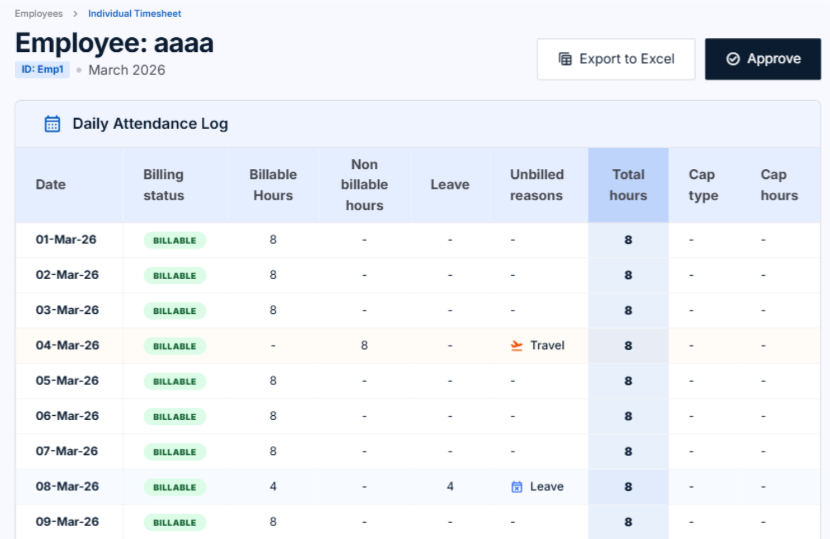 Employees > Individual Timesheet
Employee: aaaa
ID: Emp1 • March 2026
Export to Excel
Approve
Daily Attendance Log
Date Billing status Billable Hours Non billable hours Leave Unbilled reasons Total hours Cap type Cap hours
01-Mar-26 BILLABLE 8 - - - 8 - -
02-Mar-26 BILLABLE 8 - - - 8 - -
03-Mar-26 BILLABLE 8 - - - 8 - -
04-Mar-26 BILLABLE - 8 - Travel 8 - -
05-Mar-26 BILLABLE 8 - - - 8 - -
06-Mar-26 BILLABLE 8 - - - 8 - -
07-Mar-26 BILLABLE 8 - - - 8 - -
08-Mar-26 BILLABLE 4 - 4 Leave 8 - -
09-Mar-26 BILLABLE 8 - - - 8 - -